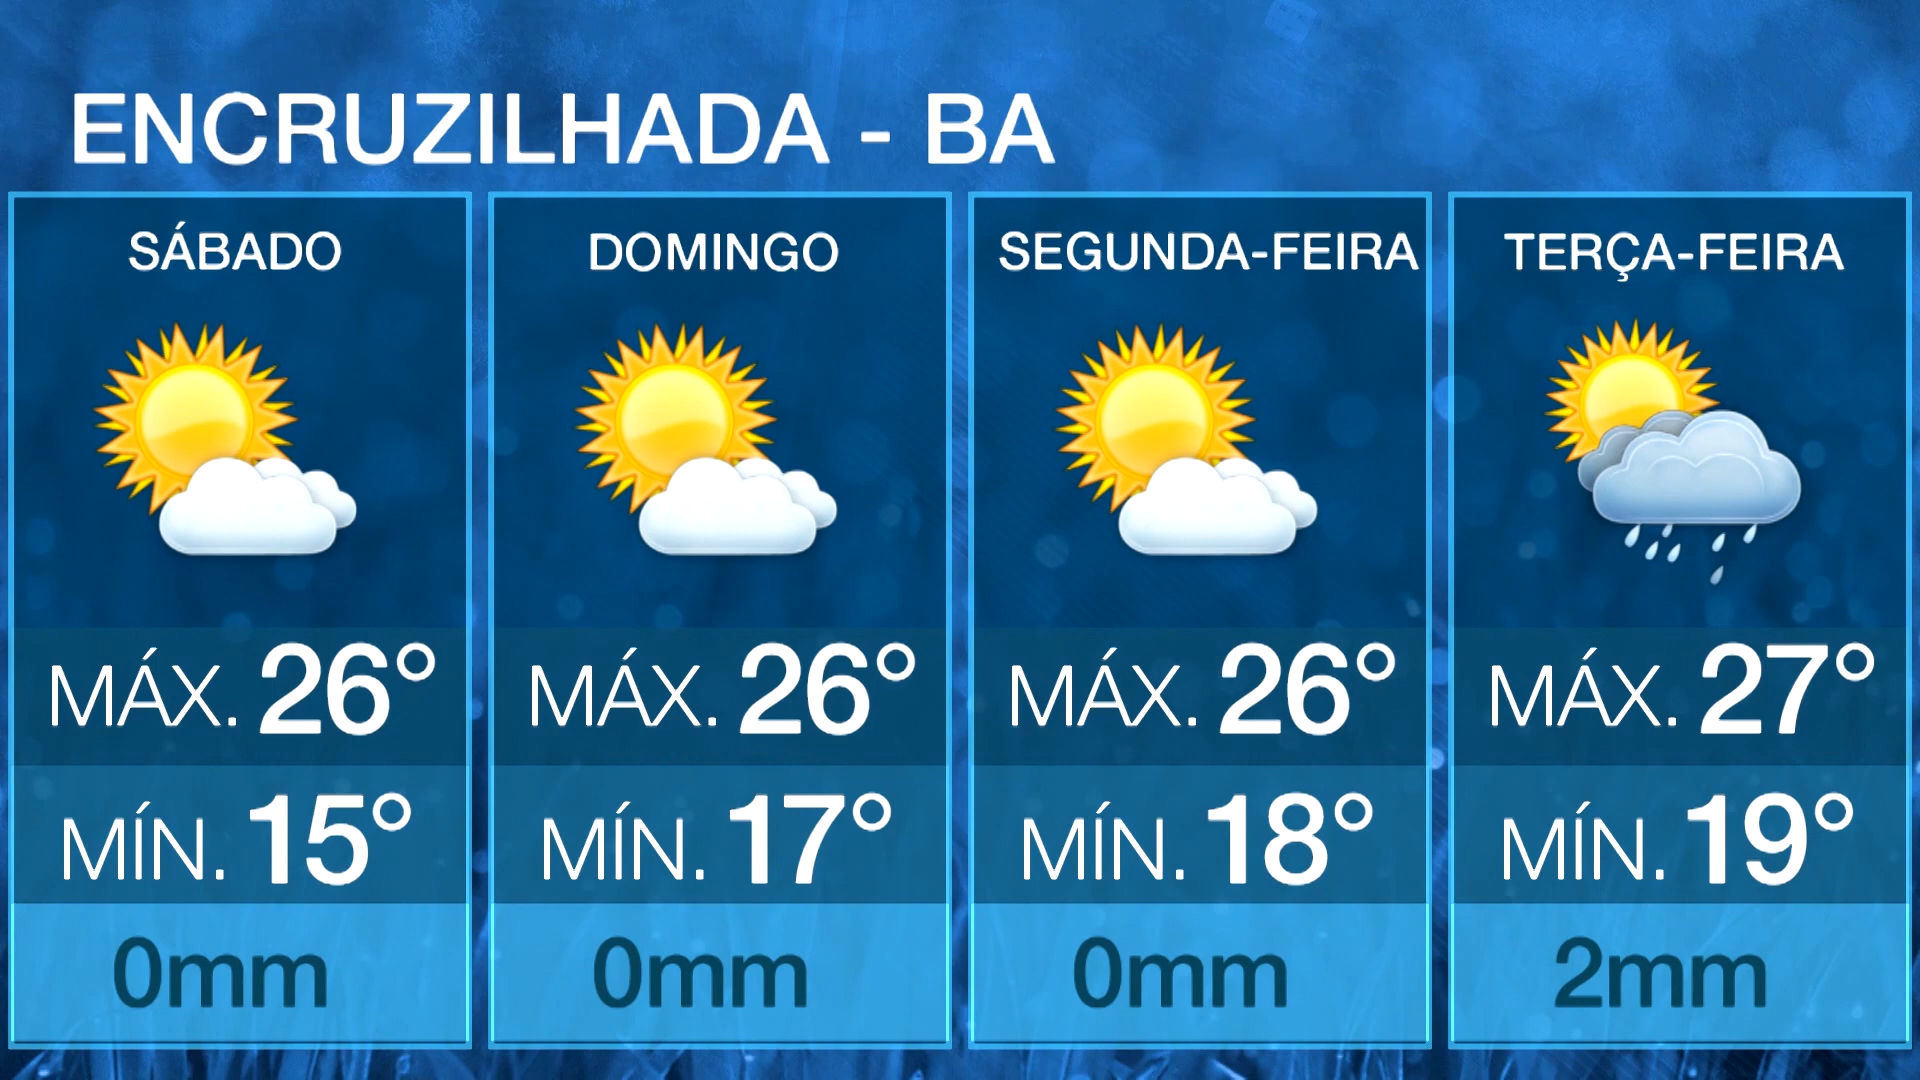 ENCRUZILHADA - BA
SÁBADO
MÁX. 26°
MÍN. 15°
0mm
DOMINGO
MÁX. 26°
MÍN. 17°
0mm
SEGUNDA-FEIRA
MÁX. 26°
MÍN. 18°
0mm
TERÇA-FEIRA
MÁX. 27°
MÍN. 19°
2mm